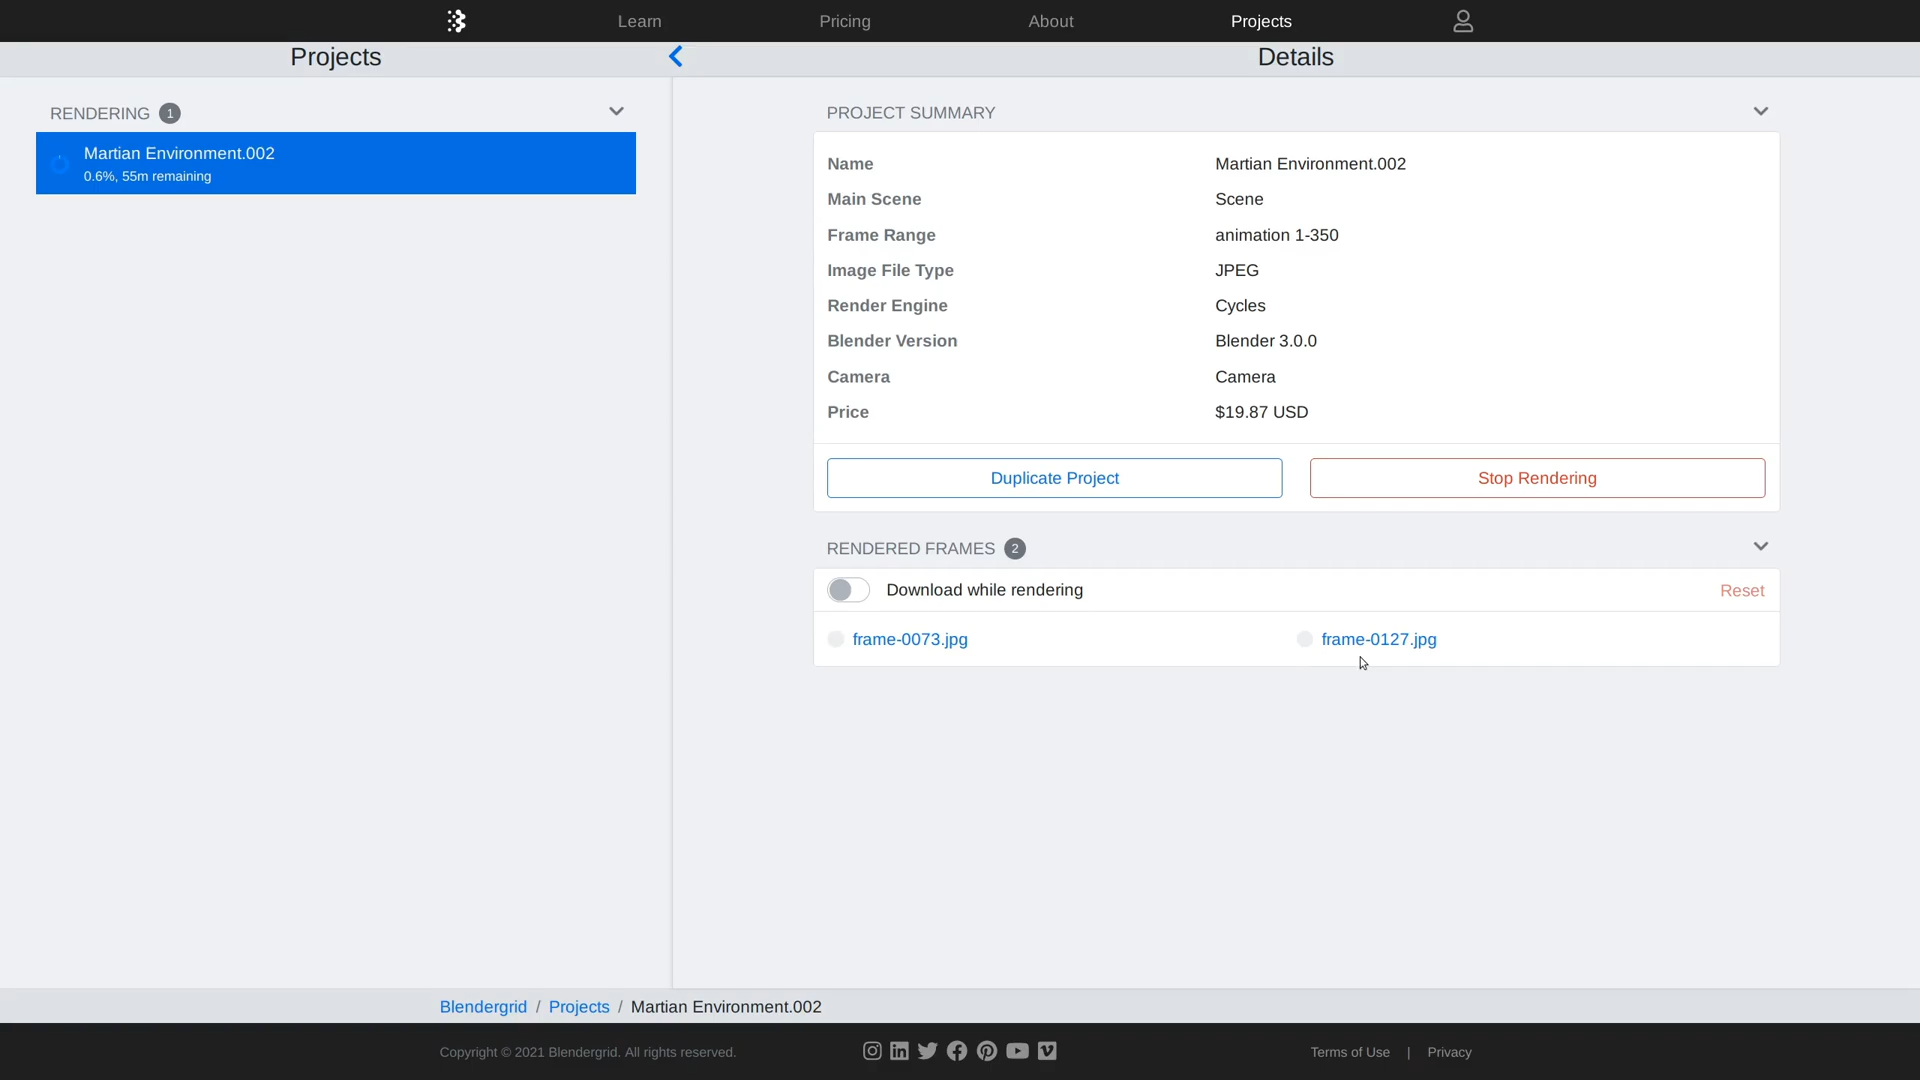 Learn
Pricing
About
Projects
Projects
Details
RENDERING 1
Martian Environment.002
0.6%, 55m remaining
PROJECT SUMMARY
Name Martian Environment.002
Main Scene Scene
Frame Range animation 1-350
Image File Type JPEG
Render Engine Cycles
Blender Version Blender 3.0.0
Camera Camera
Price $19.87 USD
Duplicate Project
Stop Rendering
RENDERED FRAMES 2
Download while rendering
Reset
frame-0073.jpg
frame-0127.jpg
Blendergrid / Projects / Martian Environment.002
Copyright © 2021 Blendergrid. All rights reserved.
Terms of Use | Privacy